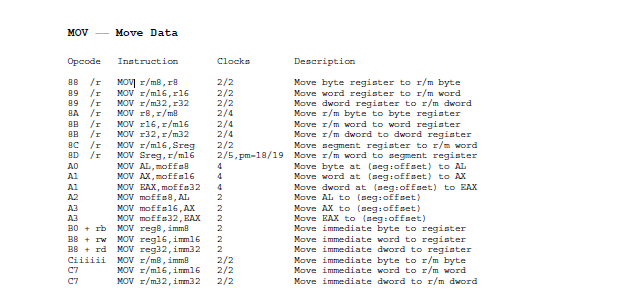 MOV — Move Data
Opcode Instruction Clocks Description
88 /r MOV r/m8,r8 2/2 Move byte register to r/m byte
89 /r MOV r/m16,r16 2/2 Move word register to r/m word
89 /r MOV r/m32,r32 2/2 Move dword register to r/m dword
8A /r MOV r8,r/m8 2/4 Move r/m byte to byte register
8B /r MOV r16,r/m16 2/4 Move r/m word to word register
8B /r MOV r32,r/m32 2/4 Move r/m dword to dword register
8C /r MOV r/m16,Sreg 2/2 Move segment register to r/m word
8D /r MOV Sreg,r/m16 2/5,pm=18/19 Move r/m word to segment register
A0 MOV AL,moffs8 4 Move byte at (seg:offset) to AL
A1 MOV AX,moffs16 4 Move word at (seg:offset) to AX
A1 MOV EAX,moffs32 4 Move dword at (seg:offset) to EAX
A2 MOV moffs8,AL 2 Move AL to (seg:offset)
A3 MOV moffs16,AX 2 Move AX to (seg:offset)
A3 MOV moffs32,EAX 2 Move EAX to (seg:offset)
B0 + rb MOV reg8,imm8 2 Move immediate byte to register
B8 + rw MOV reg16,imm16 2 Move immediate word to register
B8 + rd MOV reg32,imm32 2 Move immediate dword to register
Ciiiiii MOV r/m8,imm8 2/2 Move immediate byte to r/m byte
C7 MOV r/m16,imm16 2/2 Move immediate word to r/m word
C7 MOV r/m32,imm32 2/2 Move immediate dword to r/m dword